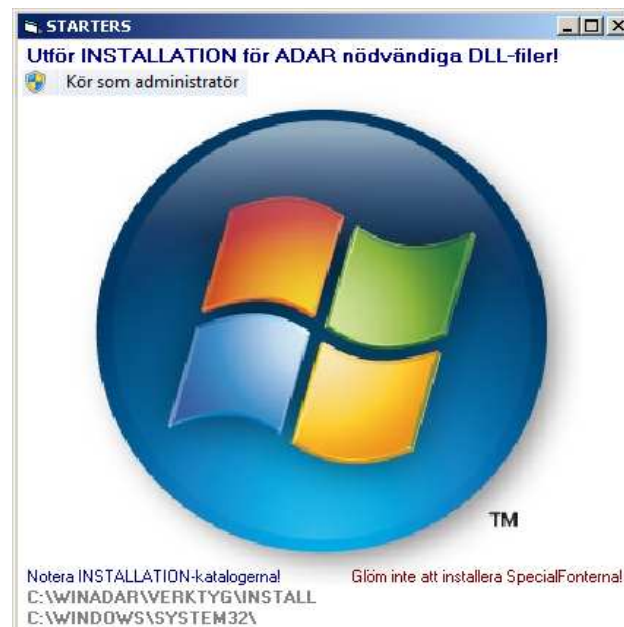 STARTERS
Utför INSTALLATION för ADAR nödvändiga DLL-filer!
Kör som administratör
TM
Notera INSTALLATION-katalogerna! Glöm inte att installera SpecialFonterna!
C:\WINADAR\VERKTYG\INSTALL
C:\WINDOWS\SYSTEM32\